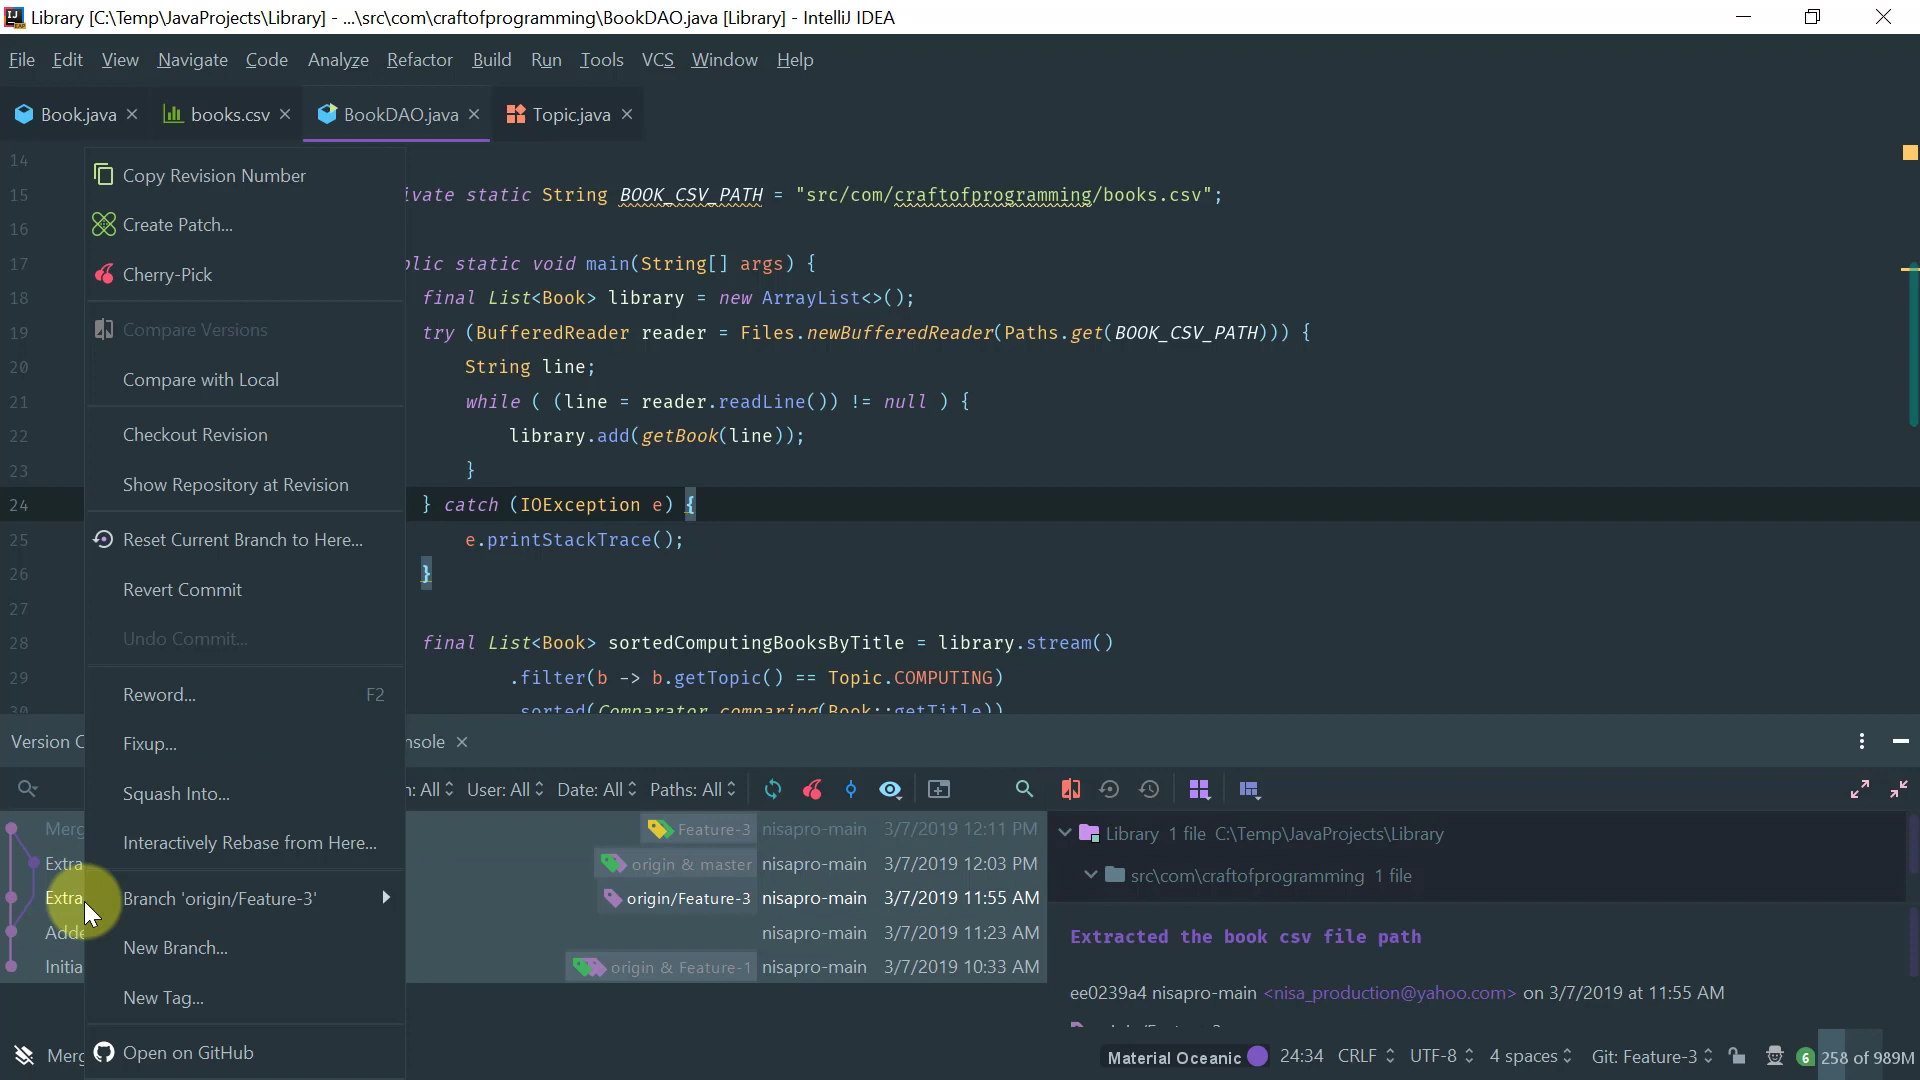 Library [C:\Temp\JavaProjects\Library] - ...\src\com\craftofprogramming\BookDAO.java [Library] - IntelliJ IDEA
File Edit View Navigate Code Analyze Refactor Build Run Tools VCS Window Help
Book.java books.csv BookDAO.java Topic.java
14
15 ivate static String BOOK_CSV_PATH = "src/com/craftofprogramming/books.csv";
16
17 blic static void main(String[] args) {
18 final List<Book> library = new ArrayList<>();
19 try (BufferedReader reader = Files.newBufferedReader(Paths.get(BOOK_CSV_PATH))) {
20 String line;
21 while ( (line = reader.readLine()) != null ) {
22 library.add(getBook(line));
23 }
24 } catch (IOException e) {
25 e.printStackTrace();
26 }
27
28 final List<Book> sortedComputingBooksByTitle = library.stream()
29 .filter(b -> b.getTopic() == Topic.COMPUTING)
30 .sorted(Comparator.comparing(Book::getTitle))
Copy Revision Number
Create Patch...
Cherry-Pick
Compare Versions
Compare with Local
Checkout Revision
Show Repository at Revision
Reset Current Branch to Here...
Revert Commit
Undo Commit...
Reword... F2
Fixup...
Squash Into...
Interactively Rebase from Here...
Branch 'origin/Feature-3'
New Branch...
New Tag...
Open on GitHub
Version C nsole
n: All User: All Date: All Paths: All
Merg Feature-3 nisapro-main 3/7/2019 12:11 PM
Extra origin & master nisapro-main 3/7/2019 12:03 PM
Extra origin/Feature-3 nisapro-main 3/7/2019 11:55 AM
Adde nisapro-main 3/7/2019 11:23 AM
Initia origin & Feature-1 nisapro-main 3/7/2019 10:33 AM
Library 1 file C:\Temp\JavaProjects\Library
src\com\craftofprogramming 1 file
Extracted the book csv file path
ee0239a4 nisapro-main <nisa_production@yahoo.com> on 3/7/2019 at 11:55 AM
Merg Material Oceanic 24:34 CRLF UTF-8 4 spaces Git: Feature-3 6 258 of 989M